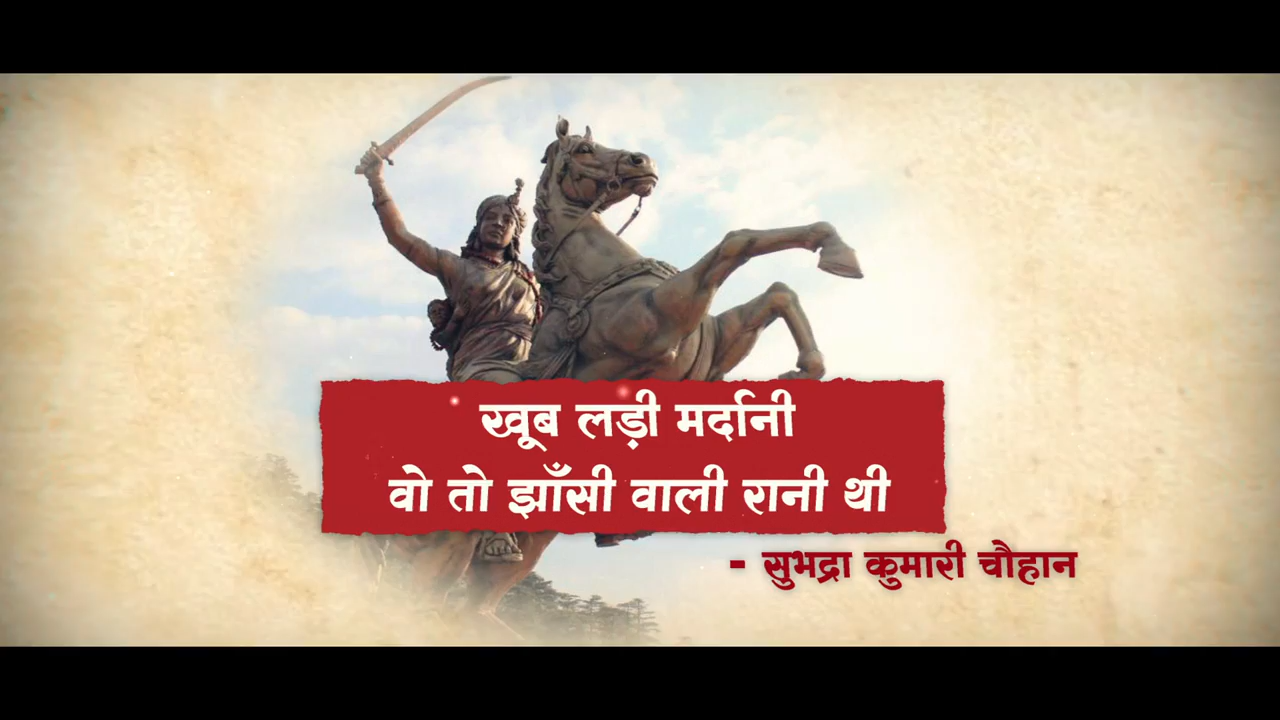 खूब लड़ी मर्दानी
वो तो झाँसी वाली रानी थी
- सुभद्रा कुमारी चौहान